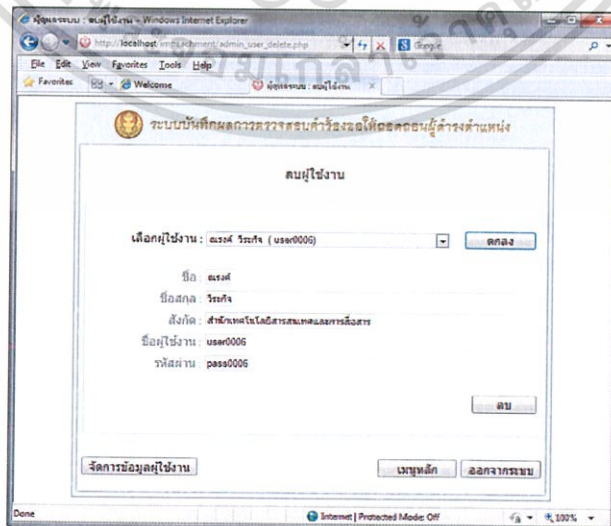 ผู้ดูแลระบบ : ลบผู้ใช้งาน - Windows Internet Explorer
http://localhost/impeachment/admin_user_delete.php
Google
File Edit View Favorites Tools Help
Favorites Welcome ผู้ดูแลระบบ : ลบผู้ใช้งาน
ระบบบันทึกผลการตรวจสอบคำร้องขอให้ถอดถอนผู้ดำรงตำแหน่ง
ลบผู้ใช้งาน
เลือกผู้ใช้งาน : ณรงค์ วีระกิจ ( user0006) ตกลง
ชื่อ : ณรงค์
ชื่อสกุล : วีระกิจ
สังกัด : สำนักเทคโนโลยีสารสนเทศและการสื่อสาร
ชื่อผู้ใช้งาน : user0006
รหัสผ่าน : pass0006
ลบ
จัดการข้อมูลผู้ใช้งาน เมนูหลัก ออกจากระบบ
Done Internet | Protected Mode: Off 100%